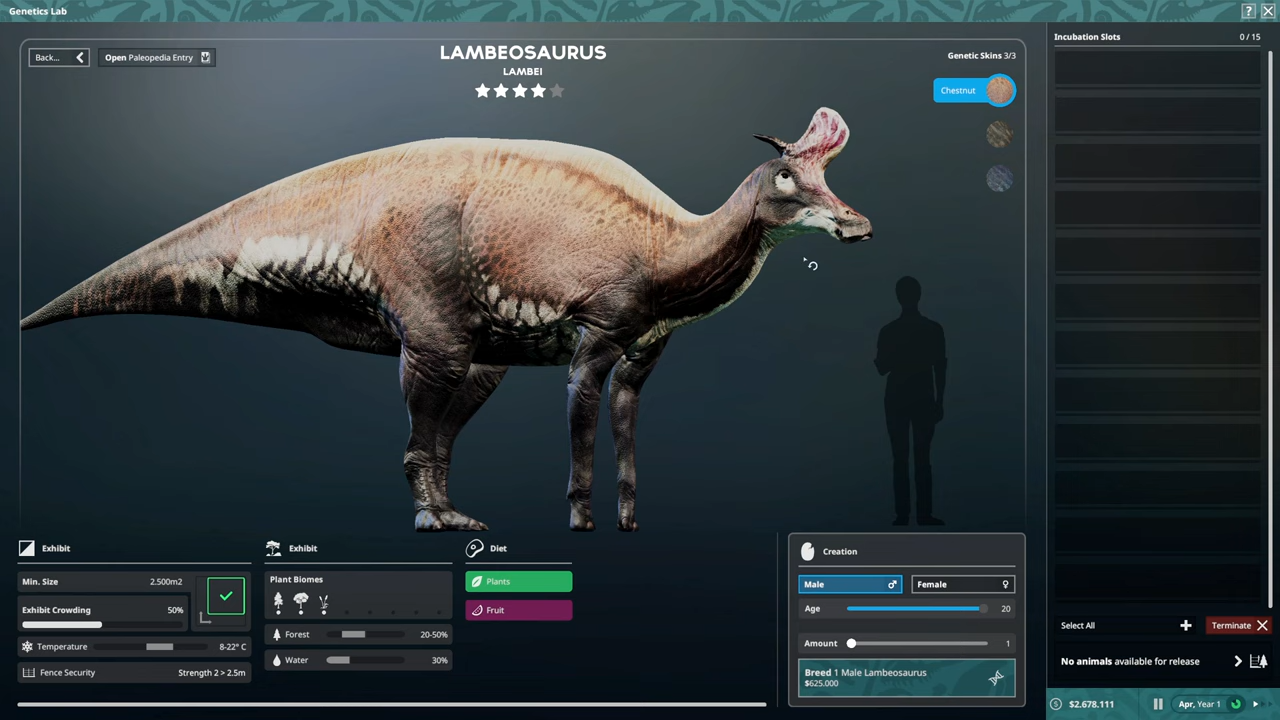 Genetics Lab
?
Back...
Open Paleopedia Entry
LAMBEOSAURUS
LAMBEI
Genetic Skins 3/3
Chestnut
Incubation Slots 0 / 15
Exhibit
Min. Size 2.500m2
Exhibit Crowding 50%
Temperature 8-22° C
Fence Security Strength 2 > 2.5m
Exhibit
Plant Biomes
Forest 20-50%
Water 30%
Diet
Plants
Fruit
Creation
Male
Female
Age 20
Amount 1
Breed 1 Male Lambeosaurus
$625.000
Select All
Terminate
No animals available for release
$2.678.111
Apr, Year 1